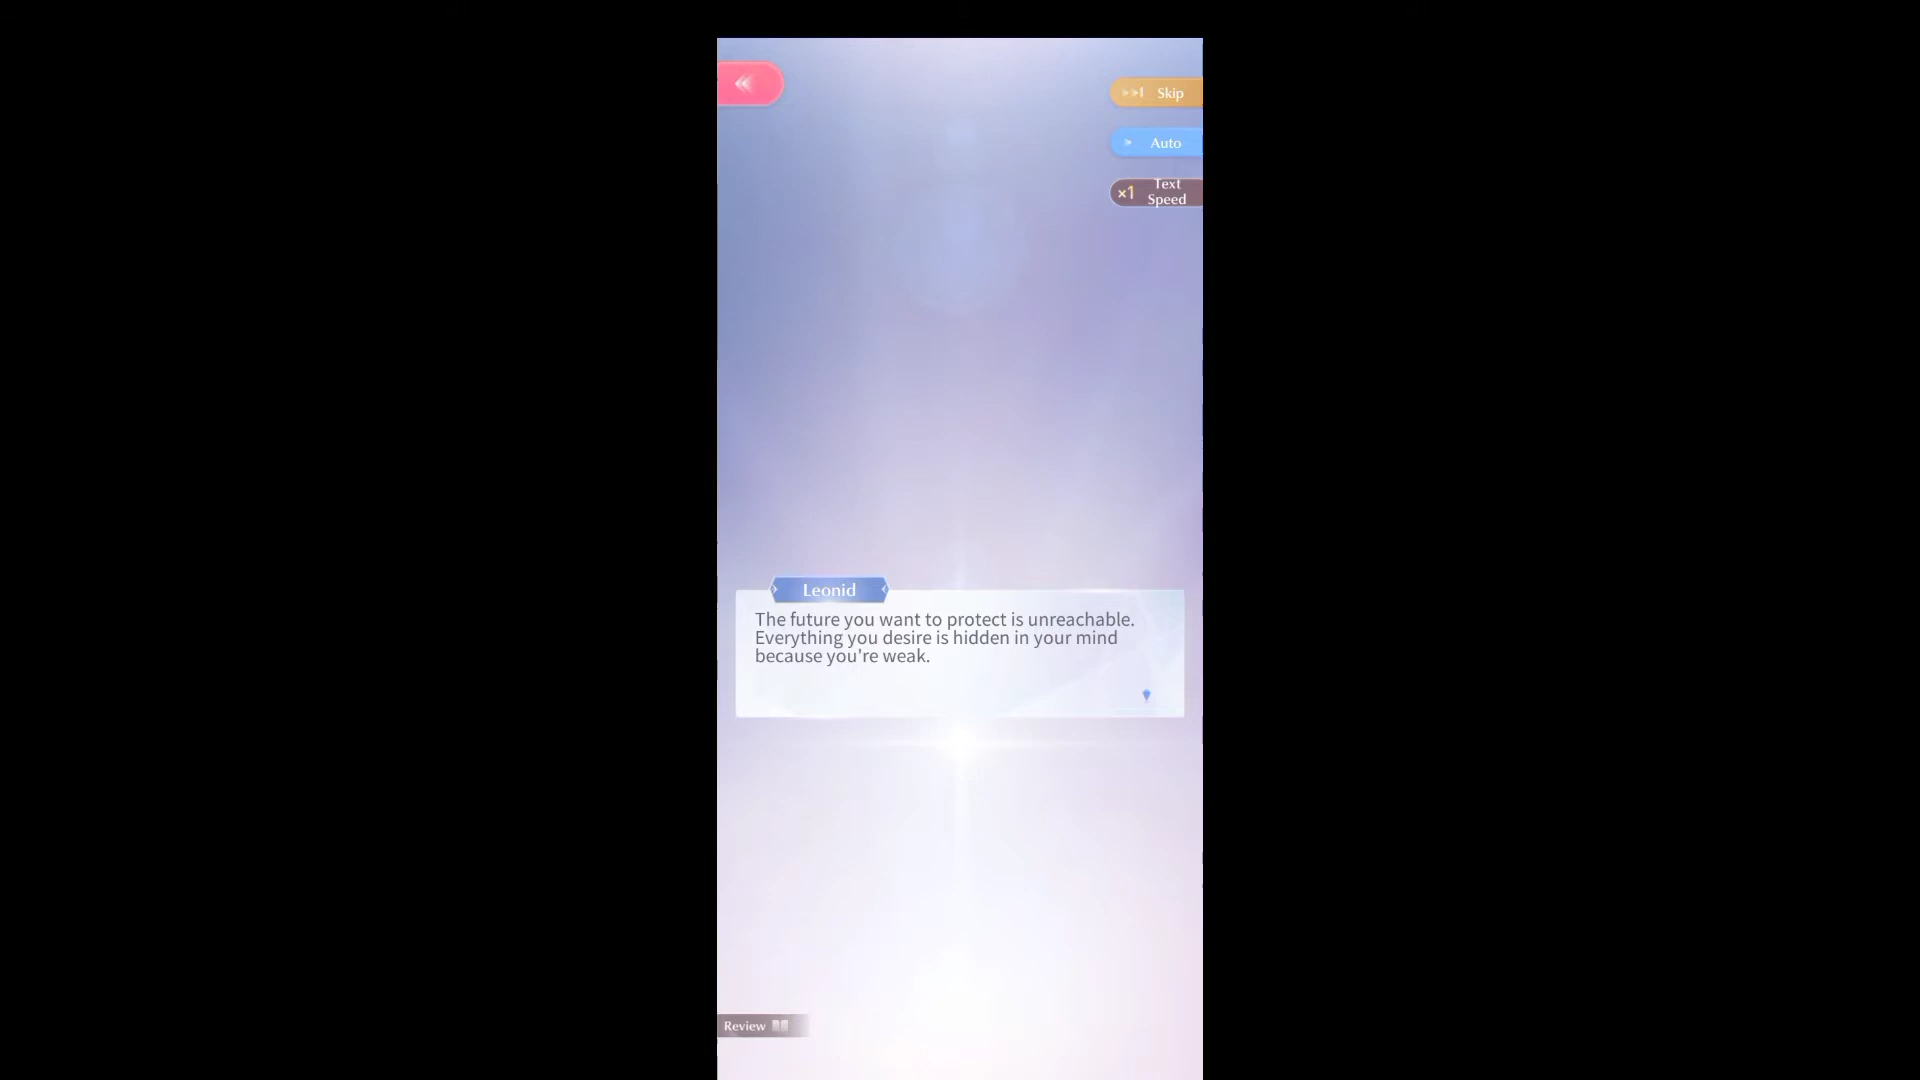 Skip
Auto
×1 Text
Speed
Leonid
The future you want to protect is unreachable.
Everything you desire is hidden in your mind
because you're weak.
Review